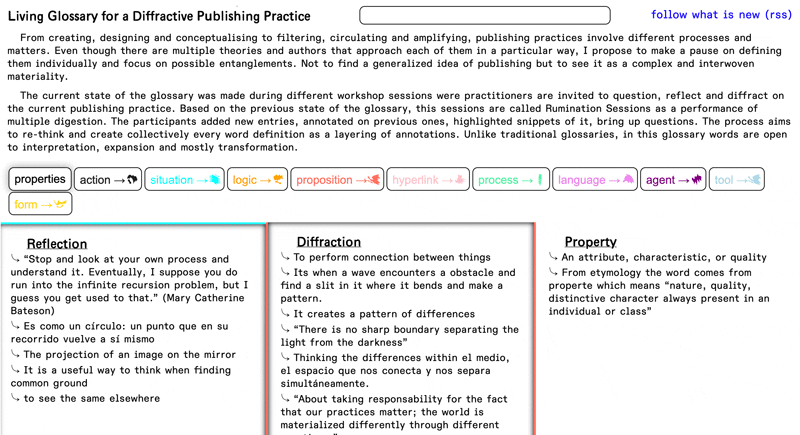 Living Glossary for a Diffractive Publishing Practice
follow what is new (rss)
From creating, designing and conceptualising to filtering, circulating and amplifying, publishing practices involve different processes and
matters. Even though there are multiple theories and authors that approach each of them in a particular way, I propose to make a pause on defining
them individually and focus on possible entanglements. Not to find a generalized idea of publishing but to see it as a complex and interwoven
materiality.
The current state of the glossary was made during different workshop sessions were practitioners are invited to question, reflect and diffract on
the current publishing practice. Based on the previous state of the glossary, this sessions are called Rumination Sessions as a performance of
multiple digestion. The participants added new entries, annotated on previous ones, highlighted snippets of it, bring up questions. The process aims
to re-think and create collectively every word definition as a layering of annotations. Unlike traditional glossaries, in this glossary words are open
to interpretation, expansion and mostly transformation.
properties action → situation → logic → proposition → hyperlink → process → language → agent → tool →
form →
Reflection
⤷ “Stop and look at your own process and
understand it. Eventually, I suppose you do
run into the infinite recursion problem, but I
guess you get used to that.” (Mary Catherine
Bateson)
⤷ Es como un círculo: un punto que en su
recorrido vuelve a sí mismo
⤷ The projection of an image on the mirror
⤷ It is a useful way to think when finding
common ground
⤷ to see the same elsewhere
Diffraction
⤷ To perform connection between things
⤷ Its when a wave encounters a obstacle and
find a slit in it where it bends and make a
pattern.
⤷ It creates a pattern of differences
⤷ “There is no sharp boundary separating the
light from the darkness”
⤷ Thinking the differences within el medio,
el espacio que nos conecta y nos separa
simultáneamente.
⤷ “About taking responsibility for the fact
that our practices matter; the world is
materialized differently through different
Property
⤷ An attribute, characteristic, or quality
⤷ From etymology the word comes from
properte which means “nature, quality,
distinctive character always present in an
individual or class”